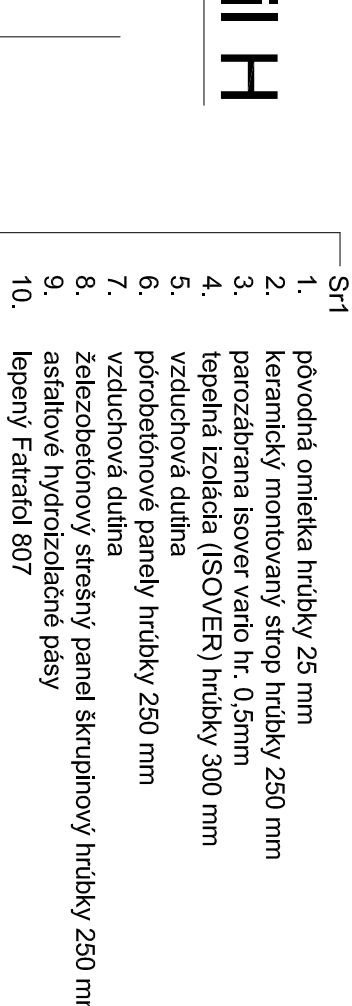 il H
Sr1
1. pôvodná omietka hrúbky 25 mm
2. keramický montovaný strop hrúbky 250 mm
3. parozábrana isover vario hr. 0,5mm
4. tepelná izolácia (ISOVER) hrúbky 300 mm
5. vzduchová dutina
6. pórobetónové panely hrúbky 250 mm
7. vzduchová dutina
8. železobetónový strešný panel škrupinový hrúbky 250 mm
9. asfaltové hydroizolačné pásy
10. lepený Fatrafol 807